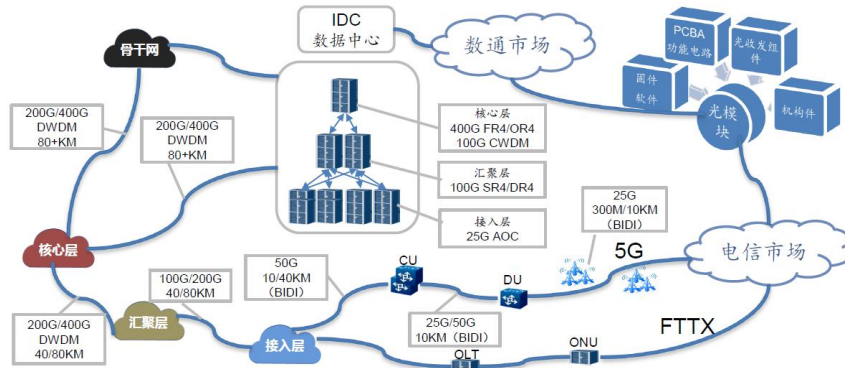 IDC
数据中心
数通市场
PCBA
功能电路
光收发组
件
固件
软件
光模
块
机构件
骨干网
200G/400G
DWDM
80+KM
200G/400G
DWDM
80+KM
核心层
400G FR4/OR4
100G CWDM
汇聚层
100G SR4/DR4
接入层
25G AOC
25G
300M/10KM
(BIDI)
5G
电信市场
核心层
汇聚层
接入层
200G/400G
DWDM
40/80KM
100G/200G
40/80KM
50G
10/40KM
（BIDI）
CU
DU
25G/50G
10KM（BIDI）
FTTX
OLT
ONU